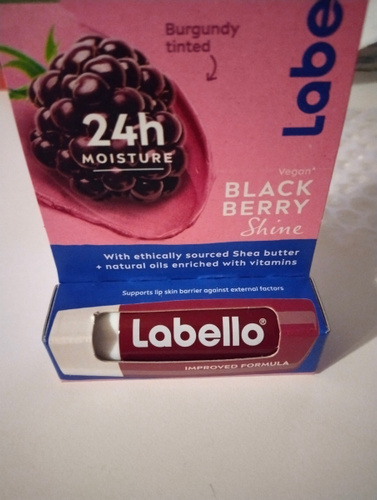 Burgundy
tinted
Labe
24h
MOISTURE
Vegan*
BLACK
BERRY
Shine
With ethically sourced Shea butter
+ natural oils enriched with vitamins
Supports lip skin barrier against external factors
Labello®
IMPROVED FORMULA